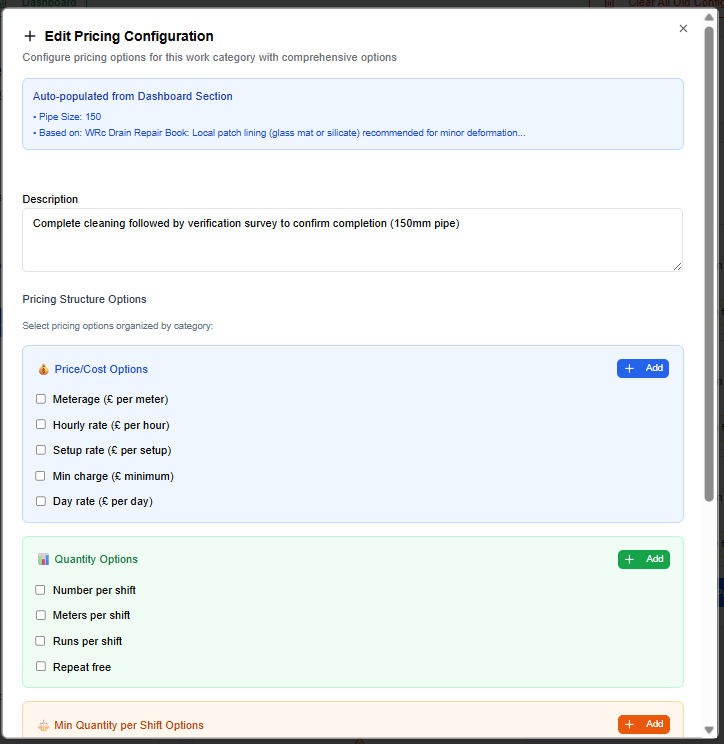 Dashboard
Clear All Old Config
Edit Pricing Configuration
Configure pricing options for this work category with comprehensive options
Auto-populated from Dashboard Section
• Pipe Size: 150
• Based on: WRc Drain Repair Book: Local patch lining (glass mat or silicate) recommended for minor deformation...
Description
Complete cleaning followed by verification survey to confirm completion (150mm pipe)
Pricing Structure Options
Select pricing options organized by category:
Price/Cost Options
Add
Meterage (£ per meter)
Hourly rate (£ per hour)
Setup rate (£ per setup)
Min charge (£ minimum)
Day rate (£ per day)
Quantity Options
Add
Number per shift
Meters per shift
Runs per shift
Repeat free
Min Quantity per Shift Options
Add